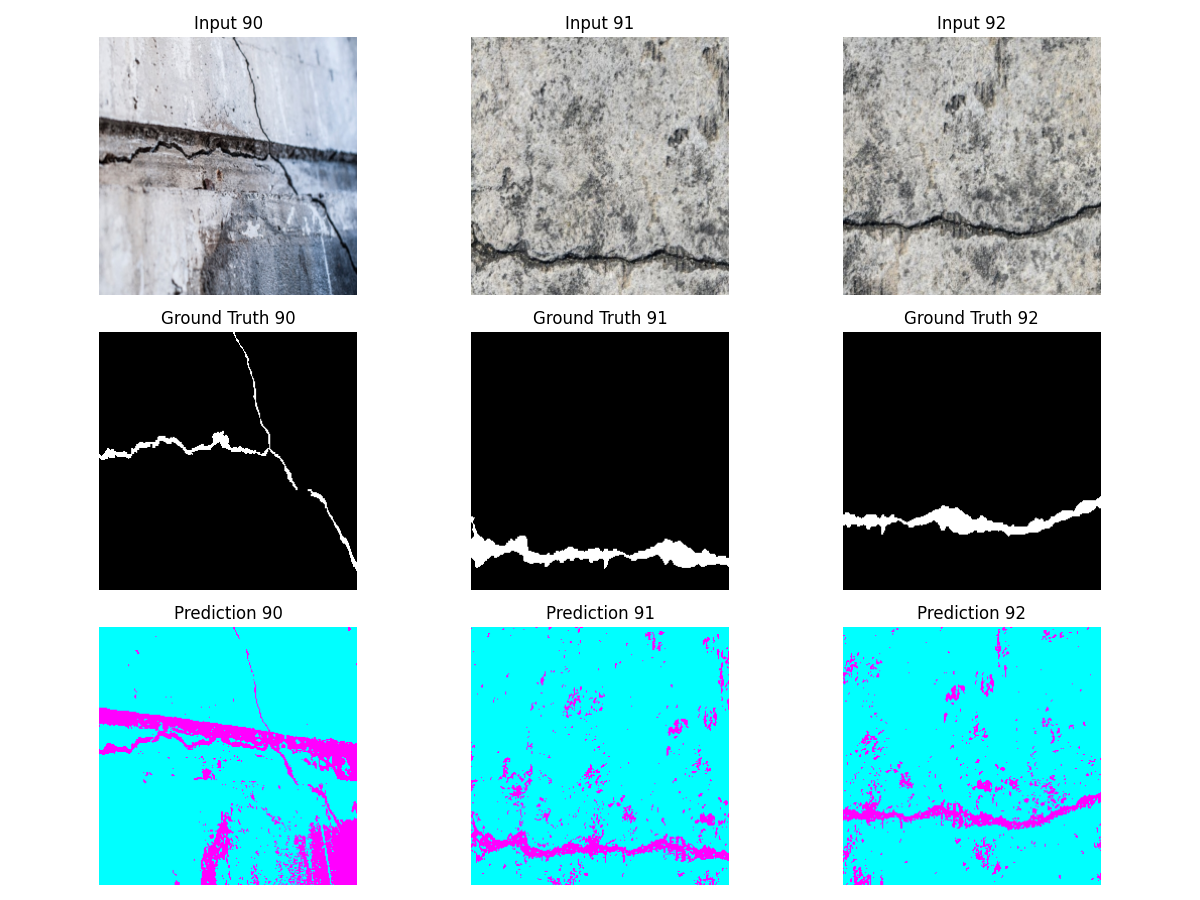 Input 90
Input 91
Input 92
Ground Truth 90
Ground Truth 91
Ground Truth 92
Prediction 90
Prediction 91
Prediction 92